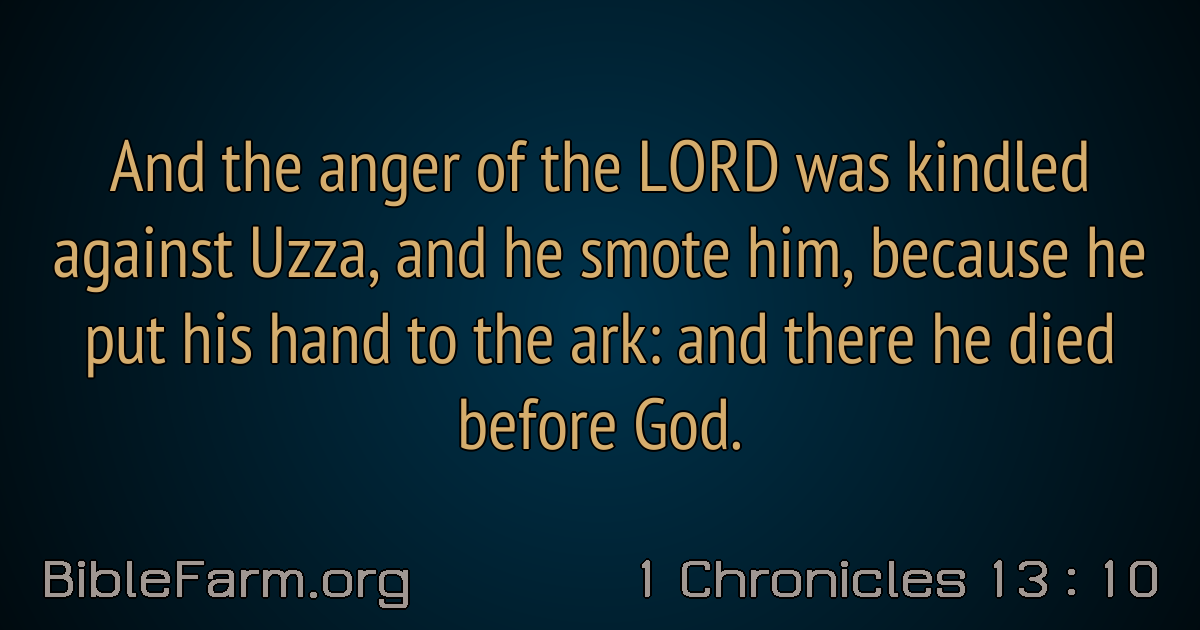 And the anger of the LORD was kindled
against Uzza, and he smote him, because he
put his hand to the ark: and there he died
before God.
BibleFarm.org
1 Chronicles 13 : 10